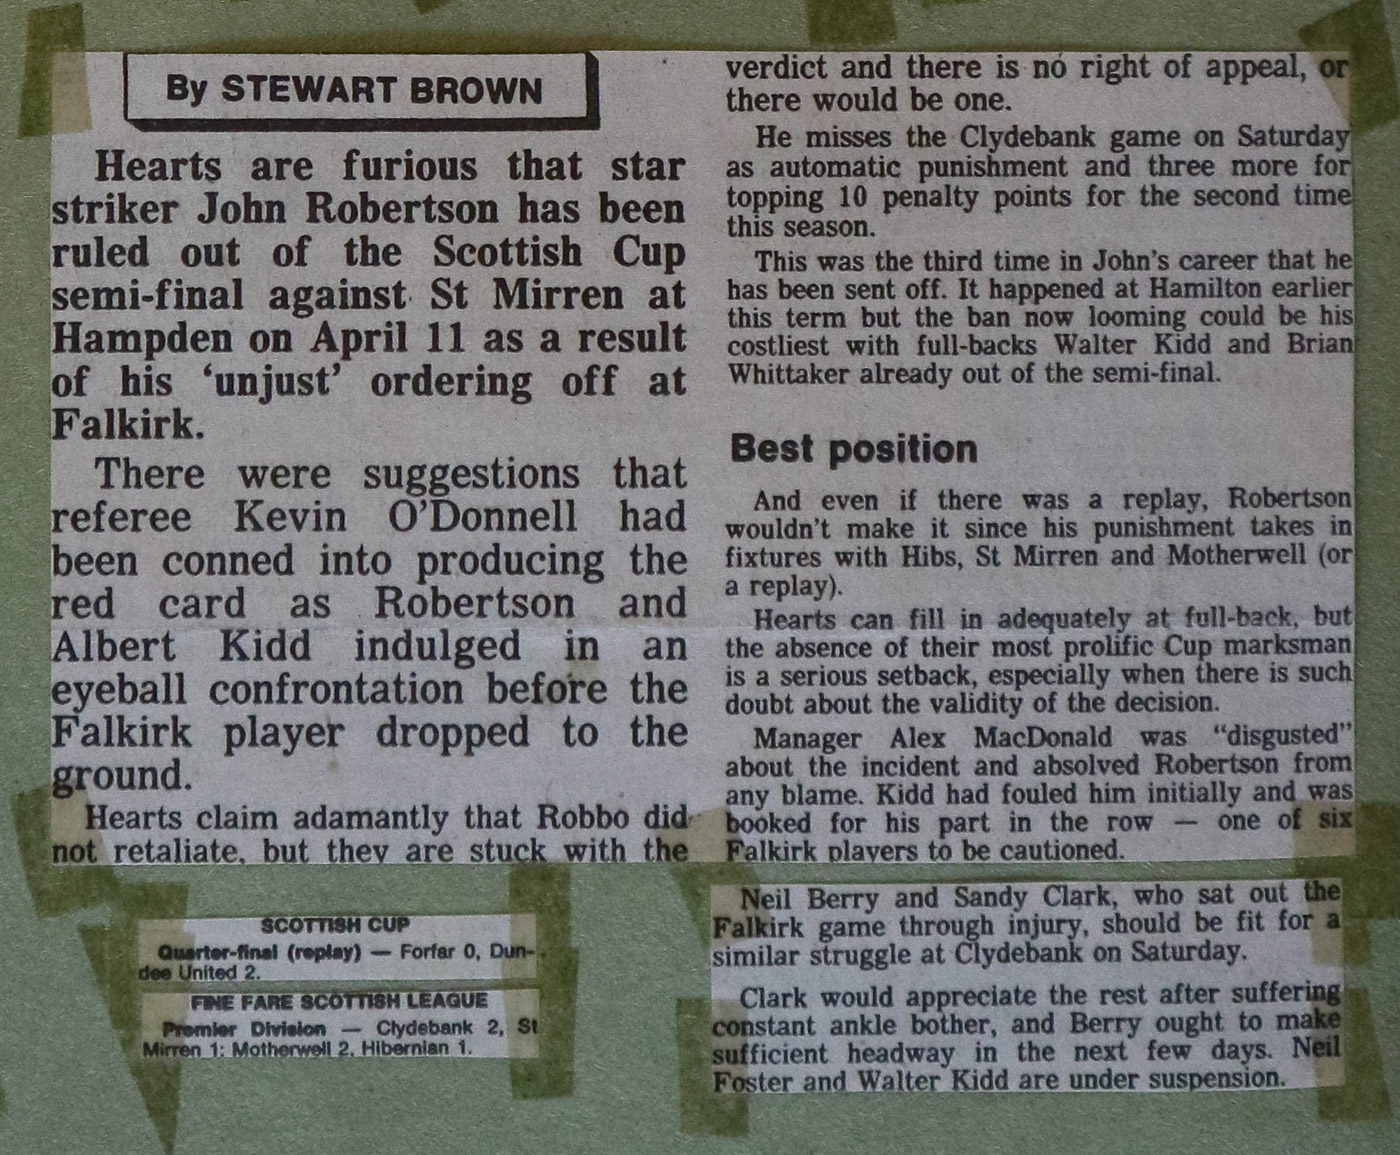 By STEWART BROWN
Hearts are furious that star
striker John Robertson has been
ruled out of the Scottish Cup
semi-final against St Mirren at
Hampden on April 11 as a result
of his ‘unjust’ ordering off at
Falkirk.
There were suggestions that
referee Kevin O’Donnell had
been conned into producing the
red card as Robertson and
Albert Kidd indulged in an
eyeball confrontation before the
Falkirk player dropped to the
ground.
Hearts claim adamantly that Robbo did
not retaliate, but they are stuck with the
verdict and there is no right of appeal, or
there would be one.
He misses the Clydebank game on Saturday
as automatic punishment and three more for
topping 10 penalty points for the second time
this season.
This was the third time in John’s career that he
has been sent off. It happened at Hamilton earlier
this term but the ban now looming could be his
costliest with full-backs Walter Kidd and Brian
Whittaker already out of the semi-final.
Best position
And even if there was a replay, Robertson
wouldn’t make it since his punishment takes in
fixtures with Hibs, St Mirren and Motherwell (or
a replay).
Hearts can fill in adequately at full-back, but
the absence of their most prolific Cup marksman
is a serious setback, especially when there is such
doubt about the validity of the decision.
Manager Alex MacDonald was “disgusted”
about the incident and absolved Robertson from
any blame. Kidd had fouled him initially and was
booked for his part in the row — one of six
Falkirk players to be cautioned.
Neil Berry and Sandy Clark, who sat out the
Falkirk game through injury, should be fit for a
similar struggle at Clydebank on Saturday.
Clark would appreciate the rest after suffering
constant ankle bother, and Berry ought to make
sufficient headway in the next few days. Neil
Foster and Walter Kidd are under suspension.
SCOTTISH CUP
Quarter-final (replay) — Forfar 0, Dun-
dee United 2.
FINE FARE SCOTTISH LEAGUE
Premier Division — Clydebank 2, St
Mirren 1; Motherwell 2, Hibernian 1.